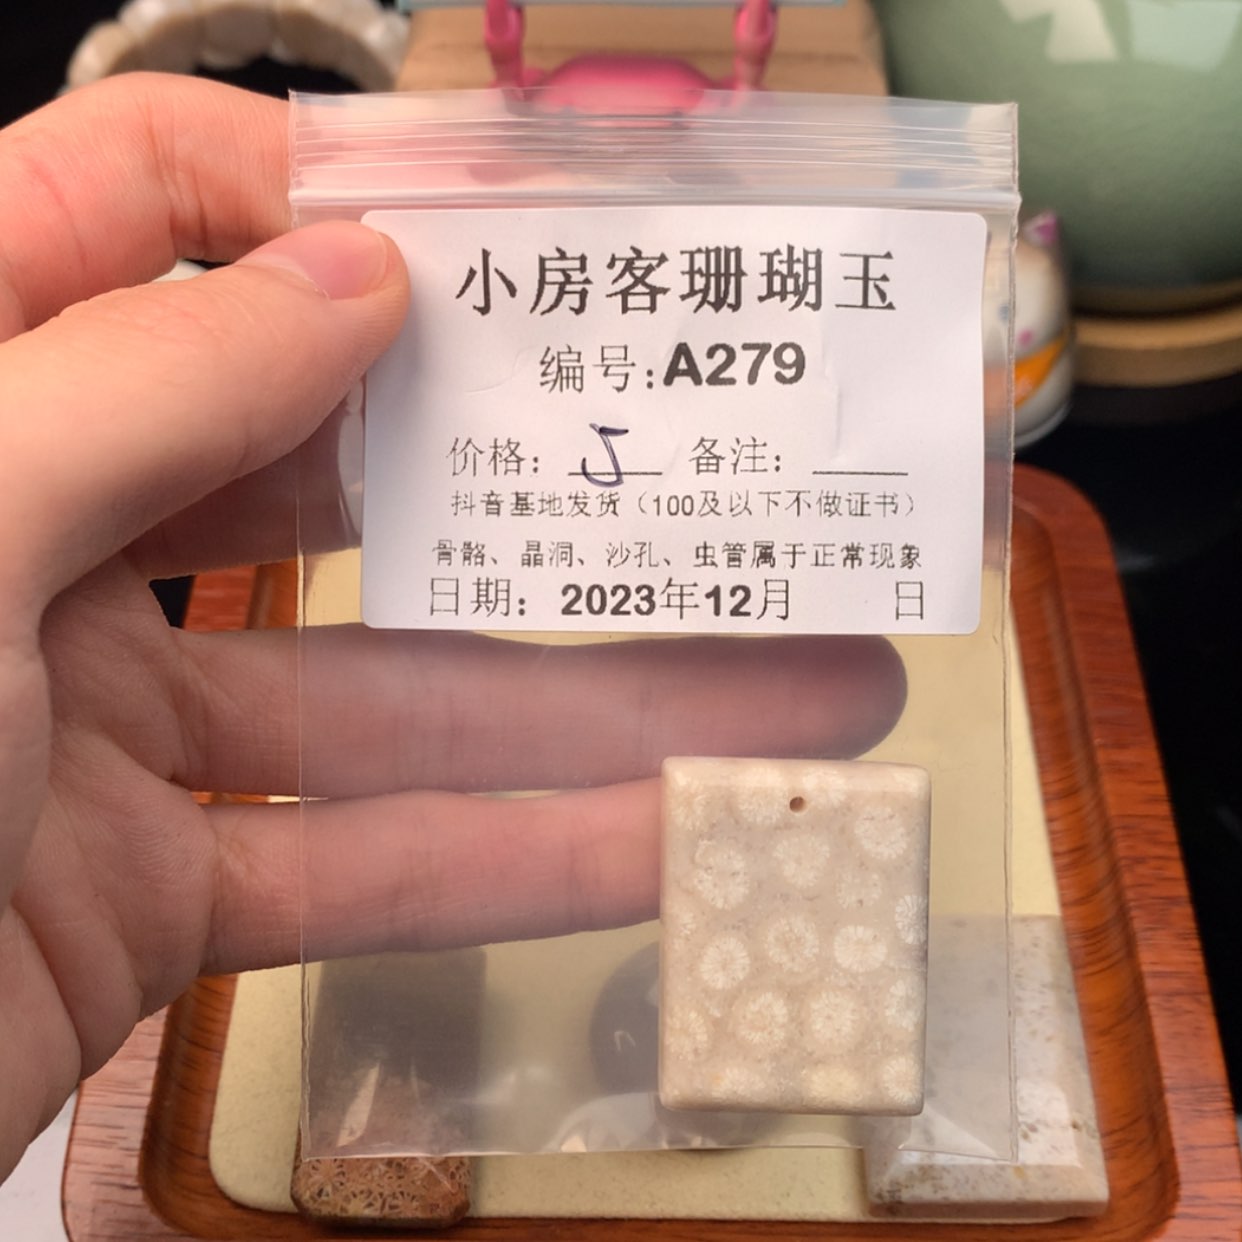 小房客珊瑚玉
编号:A279
价格: 5 备注:
抖音基地发货（100及以下不做证书）
骨骼、晶洞、沙孔、虫管属于正常现象
日期: 2023年12月 日